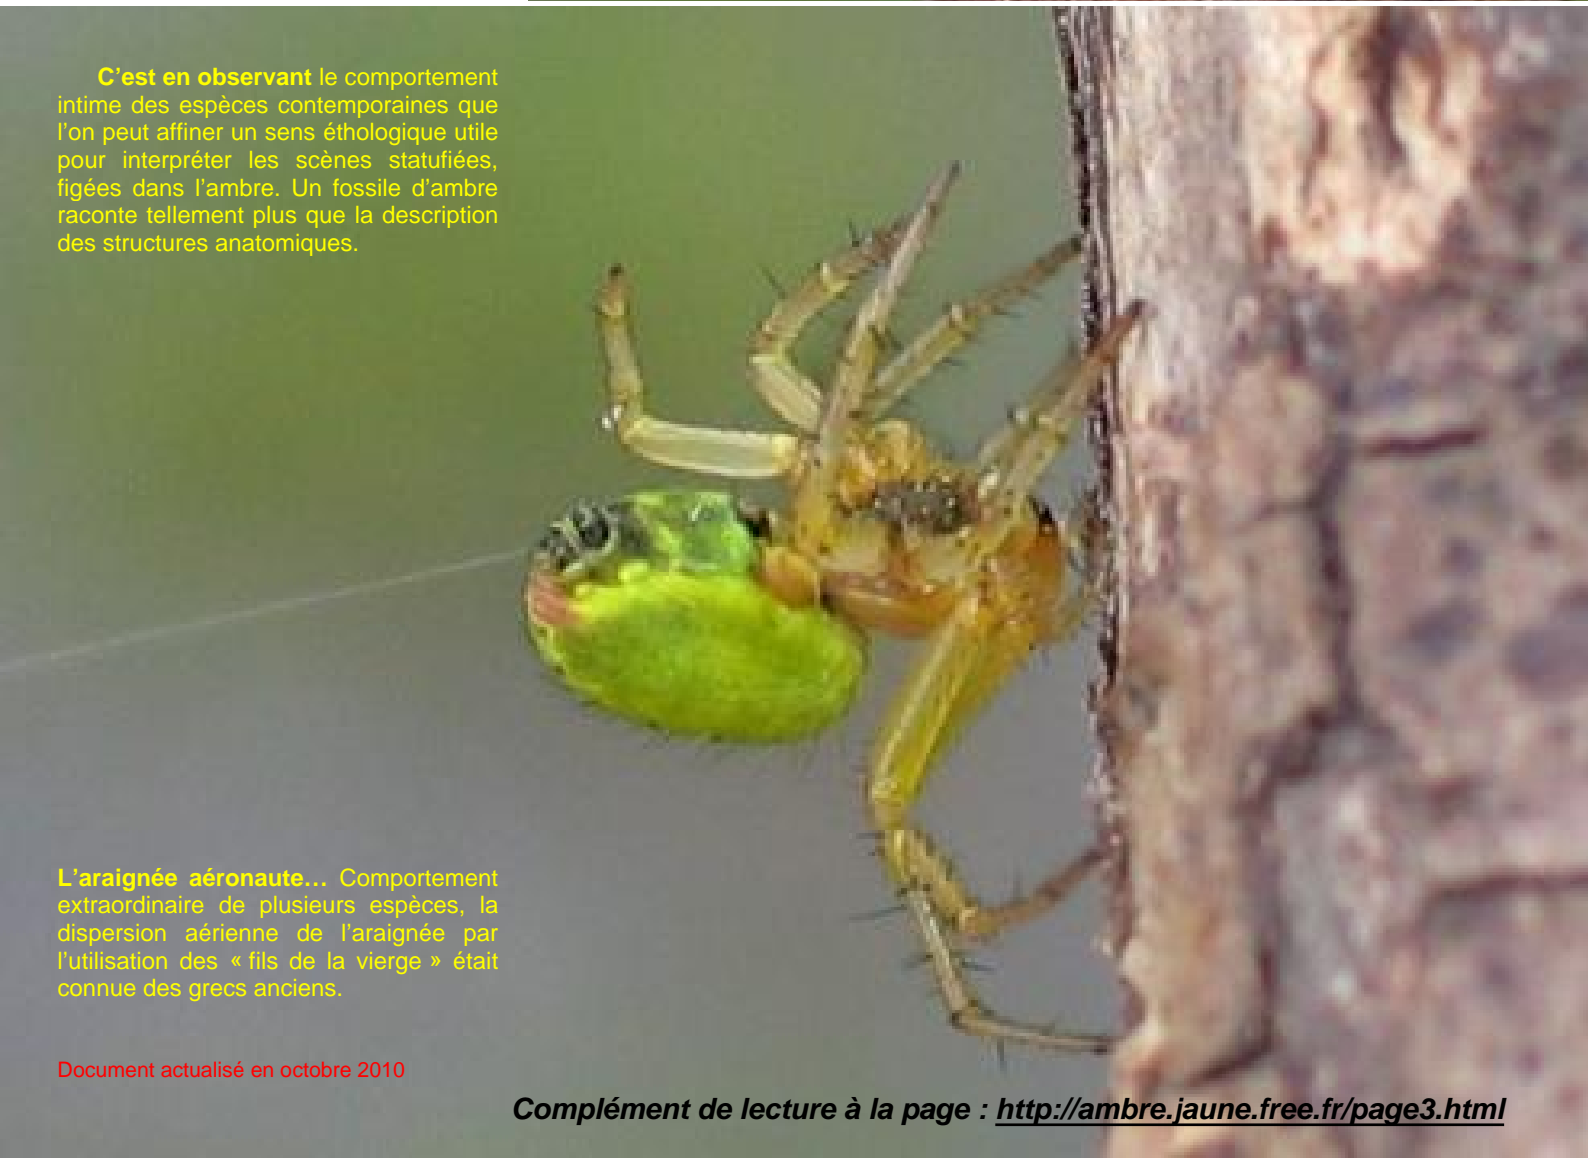 C’est en observant le comportement
intime des espèces contemporaines que
l’on peut affiner un sens éthologique utile
pour interpréter les scènes statufiées,
figées dans l’ambre. Un fossile d’ambre
raconte tellement plus que la description
des structures anatomiques.
L’araignée aéronaute… Comportement
extraordinaire de plusieurs espèces, la
dispersion aérienne de l’araignée par
l’utilisation des « fils de la vierge » était
connue des grecs anciens.
Document actualisé en octobre 2010
Complément de lecture à la page : http://ambre.jaune.free.fr/page3.html